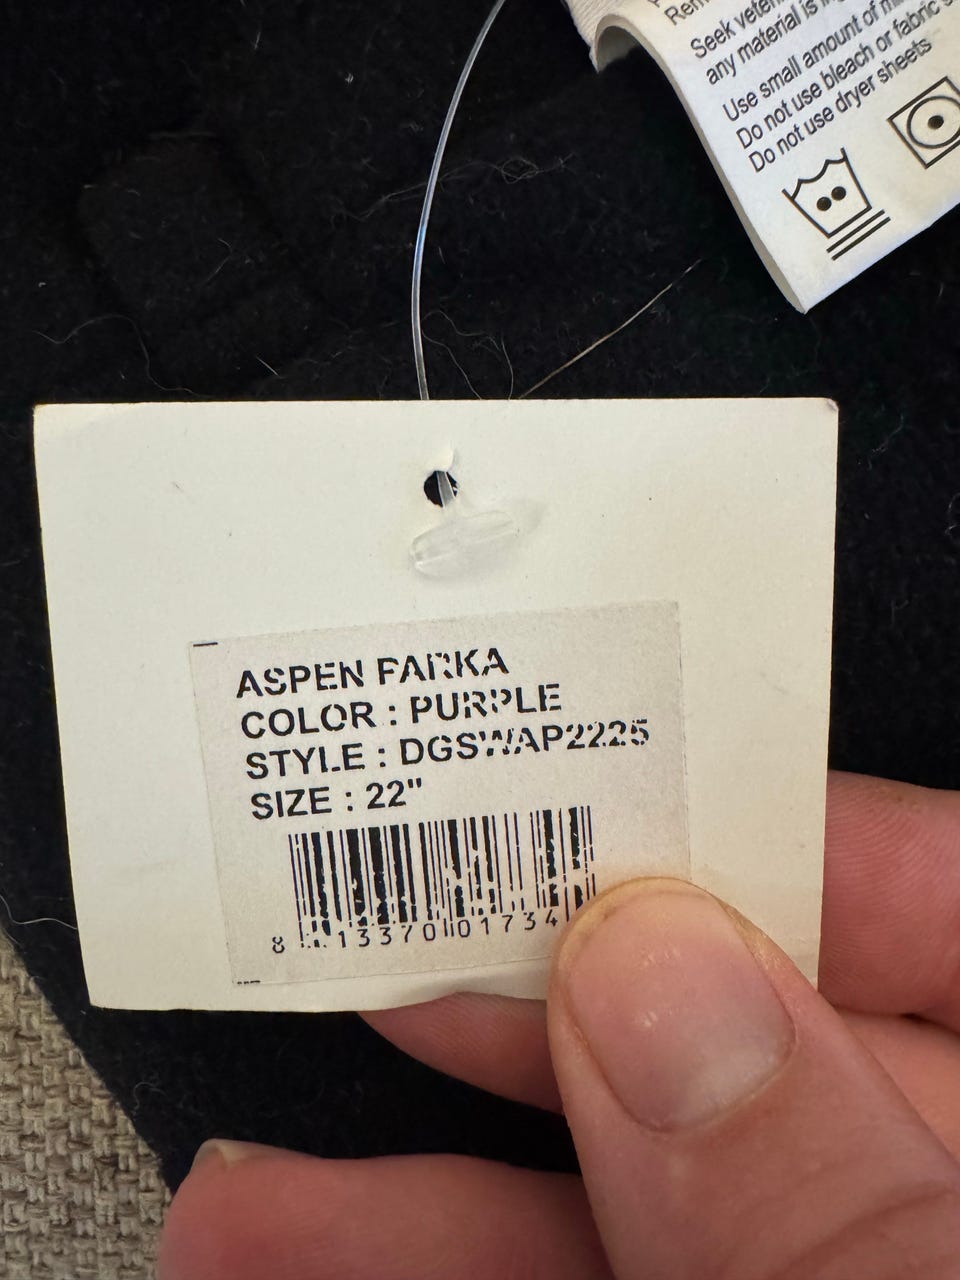 Seek
any material is
Use small amount of
Do not use bleach or fabric
Do not use dryer sheets
ASPEN PARKA
COLOR : PURPLE
STYLE : DGSWAP2225
SIZE : 22"
8 13370 01734